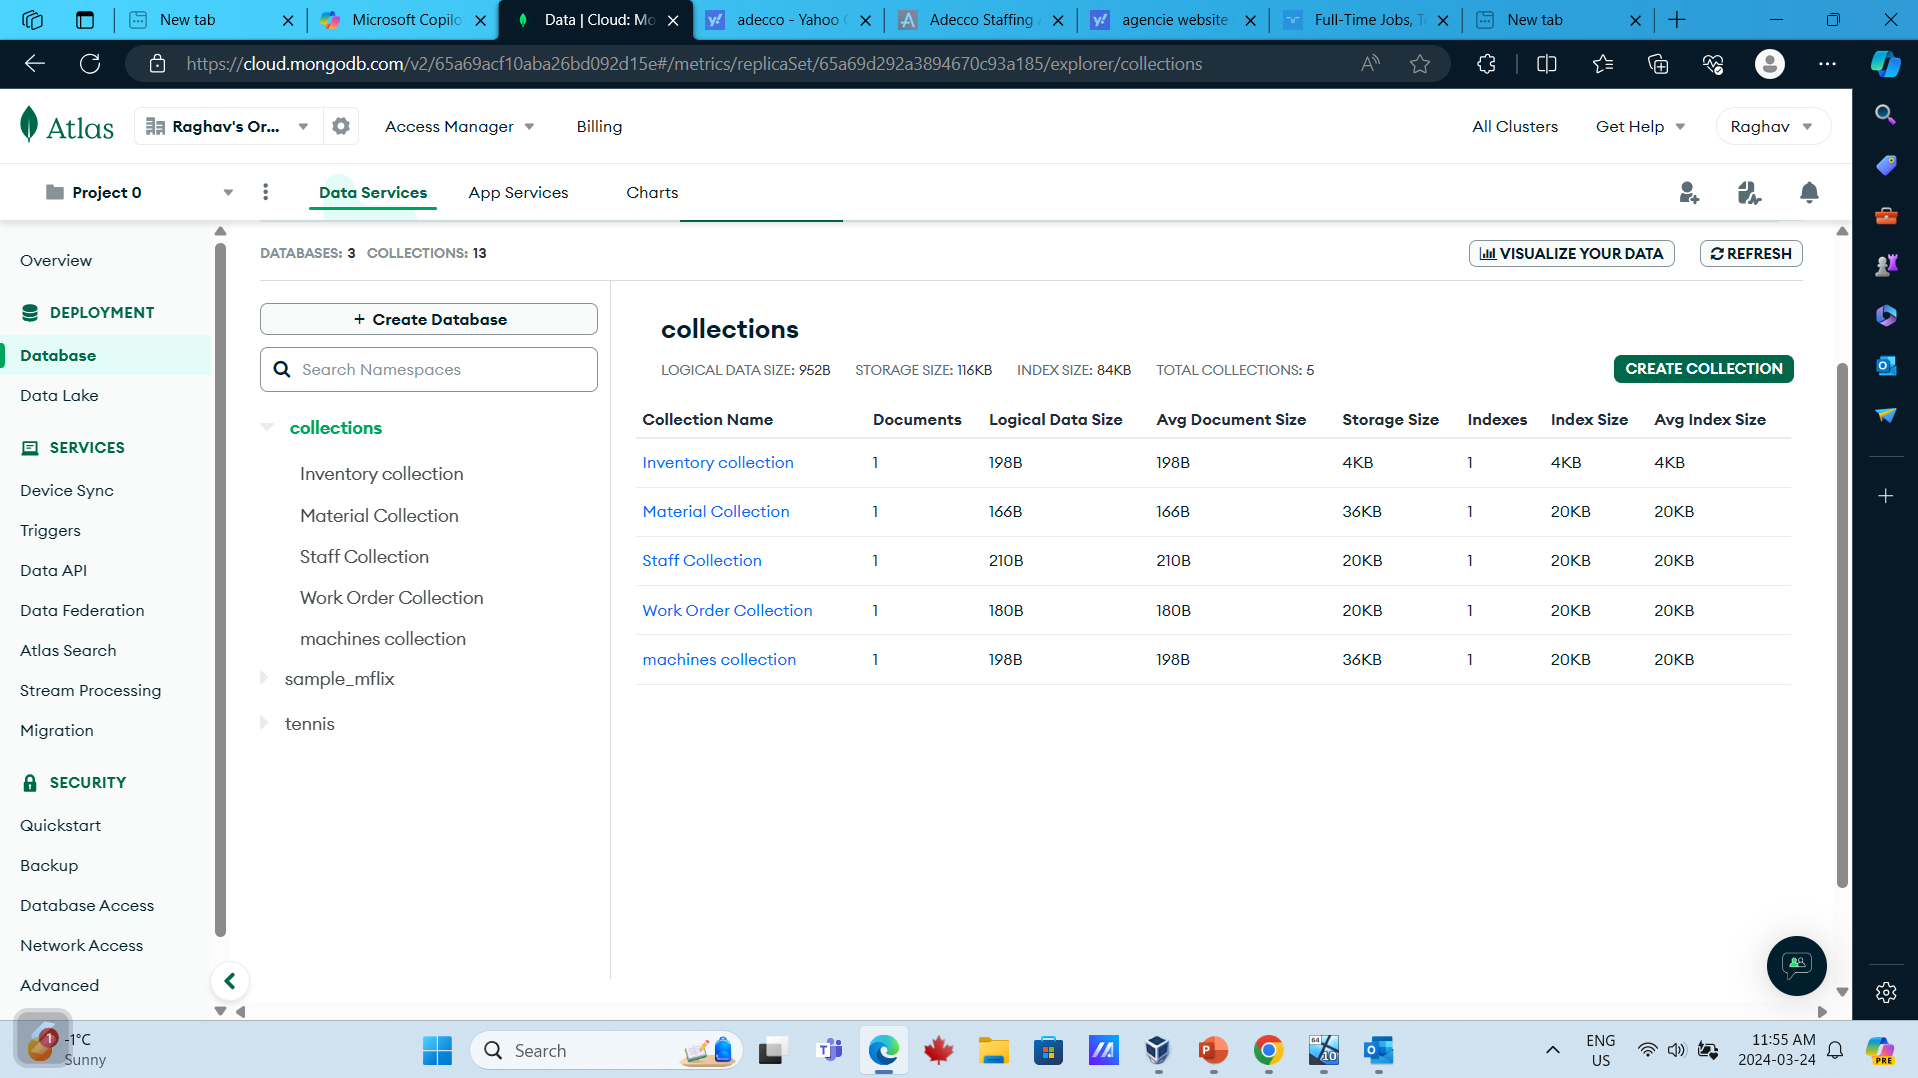 New tab
Microsoft Copilo
Data | Cloud: Mo
adecco - Yahoo
Adecco Staffing
agencie website
Full-Time Jobs, T
New tab
https://cloud.mongodb.com/v2/65a69acf10aba26bd092d15e#/metrics/replicaSet/65a69d292a3894670c93a185/explorer/collections
Atlas
Raghav's Or...
Access Manager
Billing
All Clusters
Get Help
Raghav
Project 0
Data Services
App Services
Charts
Overview
DEPLOYMENT
Database
Data Lake
SERVICES
Device Sync
Triggers
Data API
Data Federation
Atlas Search
Stream Processing
Migration
SECURITY
Quickstart
Backup
Database Access
Network Access
Advanced
DATABASES: 3 COLLECTIONS: 13
VISUALIZE YOUR DATA
REFRESH
+ Create Database
Search Namespaces
collections
Inventory collection
Material Collection
Staff Collection
Work Order Collection
machines collection
sample_mflix
tennis
collections
LOGICAL DATA SIZE: 952B STORAGE SIZE: 116KB INDEX SIZE: 84KB TOTAL COLLECTIONS: 5
CREATE COLLECTION
Collection Name Documents Logical Data Size Avg Document Size Storage Size Indexes Index Size Avg Index Size
Inventory collection 1 198B 198B 4KB 1 4KB 4KB
Material Collection 1 166B 166B 36KB 1 20KB 20KB
Staff Collection 1 210B 210B 20KB 1 20KB 20KB
Work Order Collection 1 180B 180B 20KB 1 20KB 20KB
machines collection 1 198B 198B 36KB 1 20KB 20KB
1
-1°C
Sunny
Search
64
10
ENG
US
11:55 AM
2024-03-24
PRE